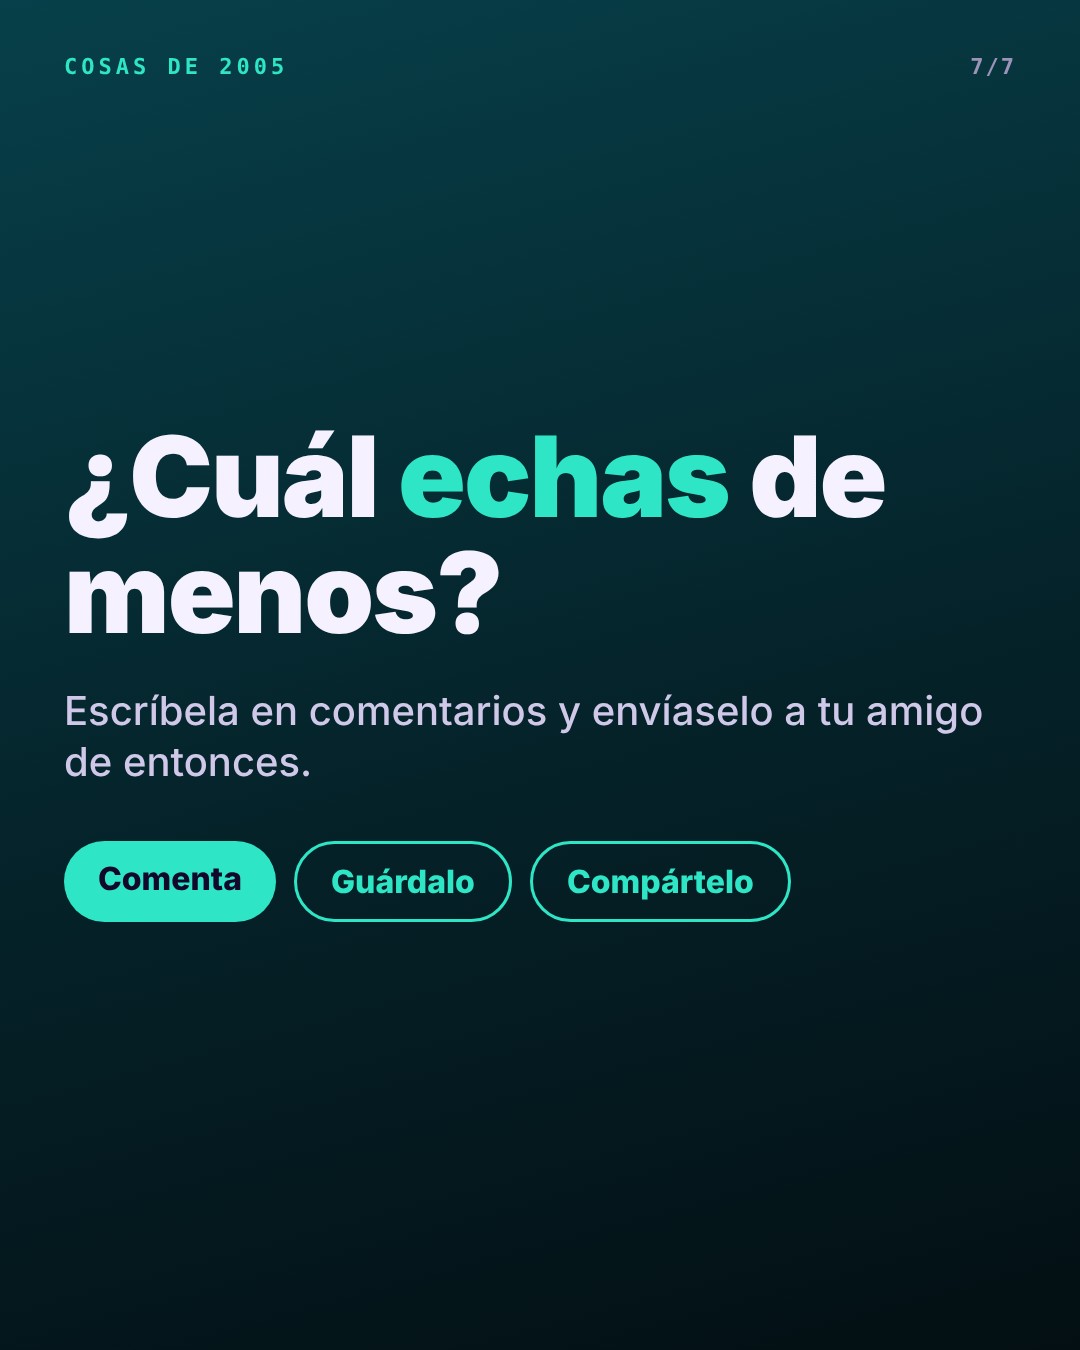 COSAS DE 2005
7/7
¿Cuál echas de
menos?
Escríbela en comentarios y envíaselo a tu amigo
de entonces.
Comenta
Guárdalo
Compártelo